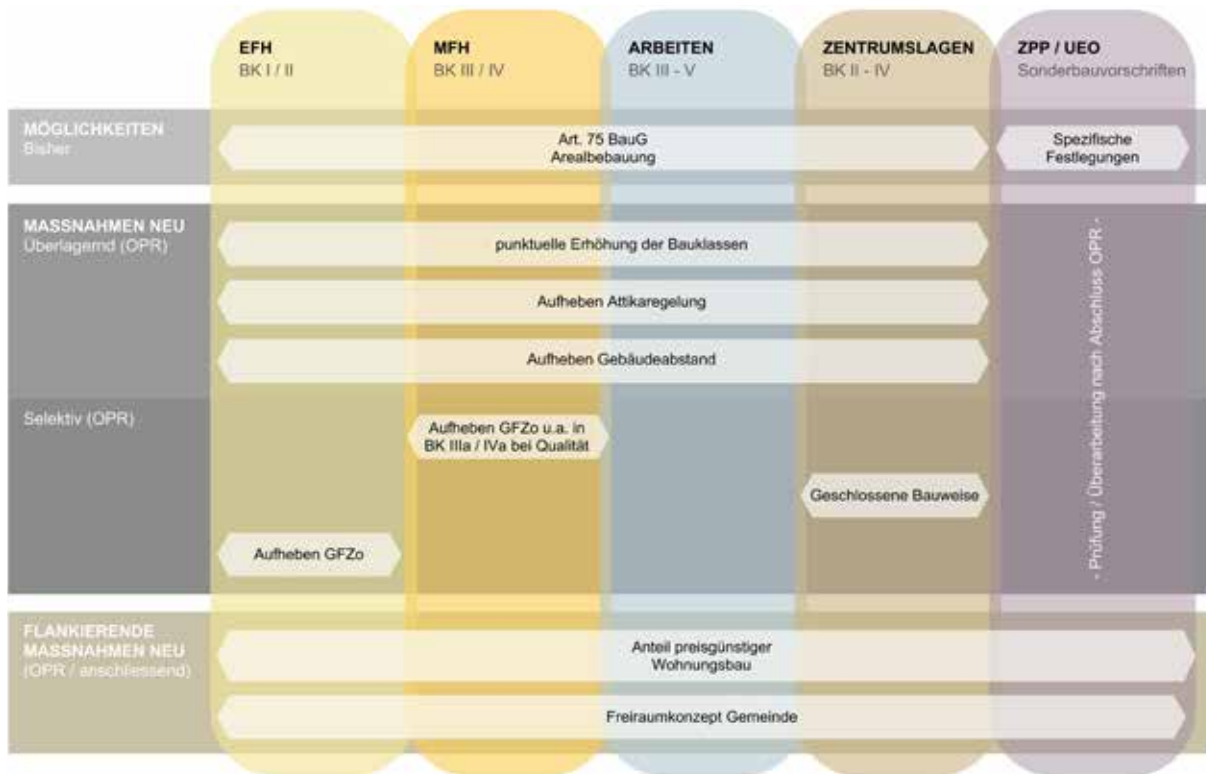 EFH
BK I / II
MFH
BK III / IV
ARBEITEN
BK III - V
ZENTRUMSLAGEN
BK II - IV
ZPP / UEO
Sonderbauvorschriften
MÖGLICHKEITEN
Bisher
Art. 75 BauG
Arealbebauung
Spezifische
Festlegungen
MASSNAHMEN NEU
Überlagernd (OPR)
punktuelle Erhöhung der Bauklassen
Aufheben Attikaregelung
Aufheben Gebäudeabstand
- Prüfung / Überarbeitung nach Abschluss OPR -
Selektiv (OPR)
Aufheben GFZo u.a. in
BK IIIa / IVa bei Qualität
Geschlossene Bauweise
Aufheben GFZo
FLANKIERENDE
MASSNAHMEN NEU
(OPR / anschliessend)
Anteil preisgünstiger
Wohnungsbau
Freiraumkonzept Gemeinde